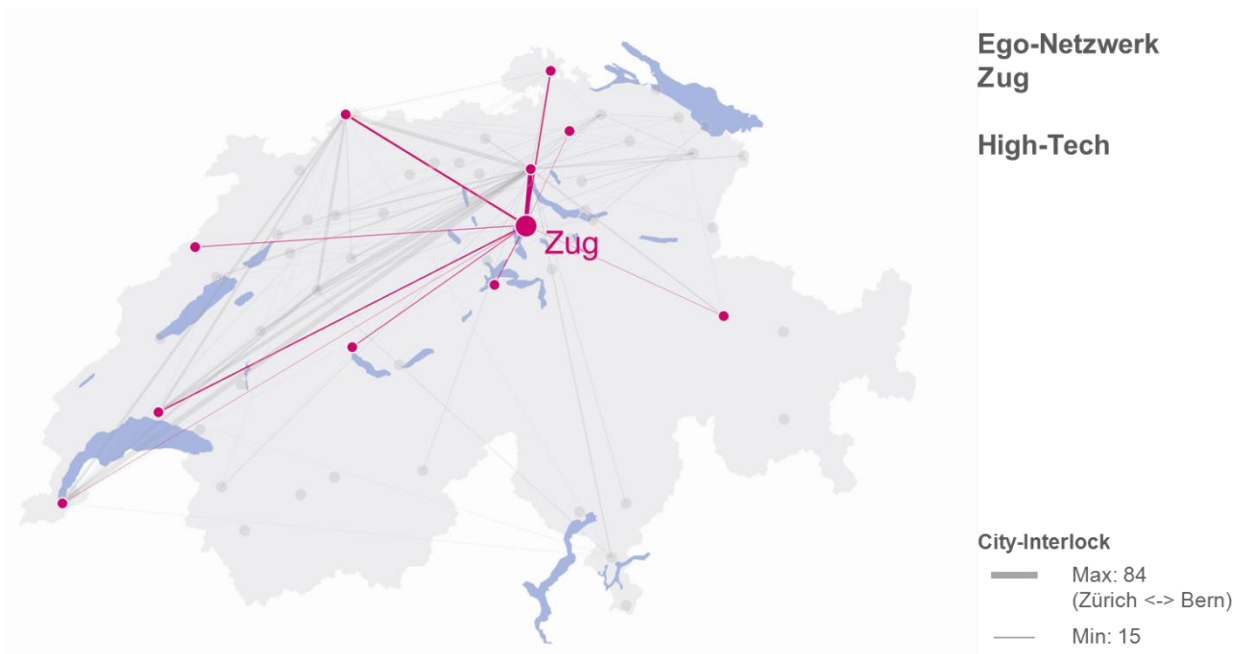 Ego-Netzwerk
Zug
High-Tech
Zug
City-Interlock
Max: 84
(Zürich <-> Bern)
Min: 15